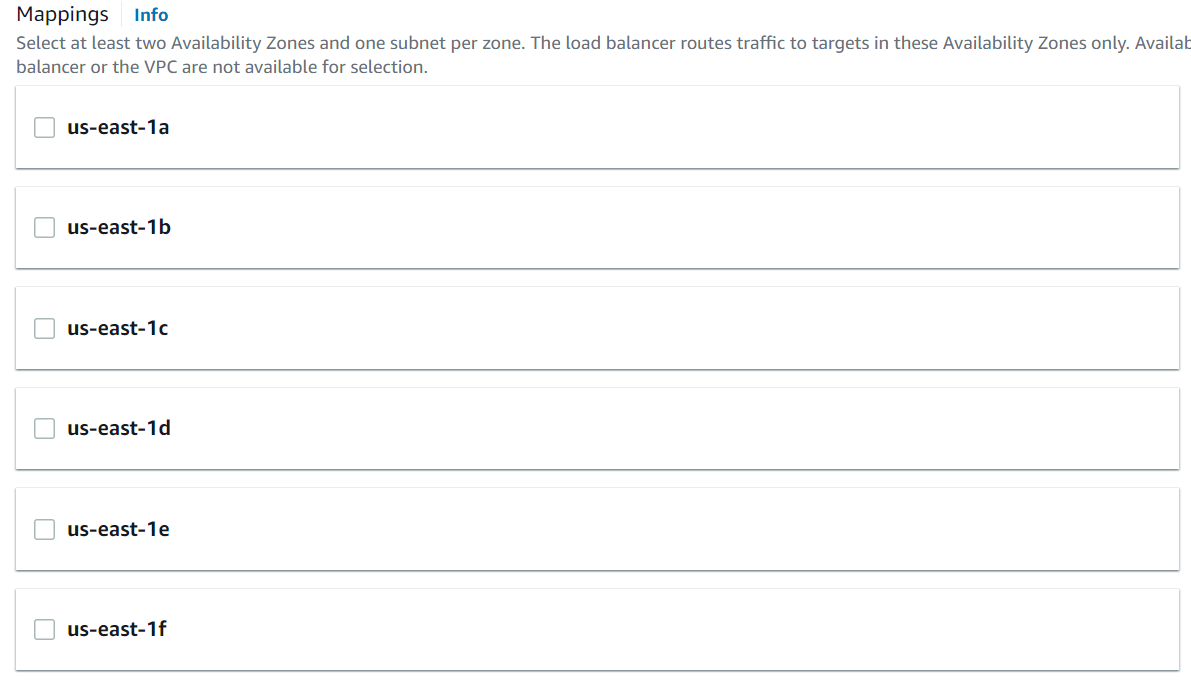 Mappings Info
Select at least two Availability Zones and one subnet per zone. The load balancer routes traffic to targets in these Availability Zones only.
balancer or the VPC are not available for selection.
us-east-1a
us-east-1b
us-east-1c
us-east-1d
us-east-1e
us-east-1f